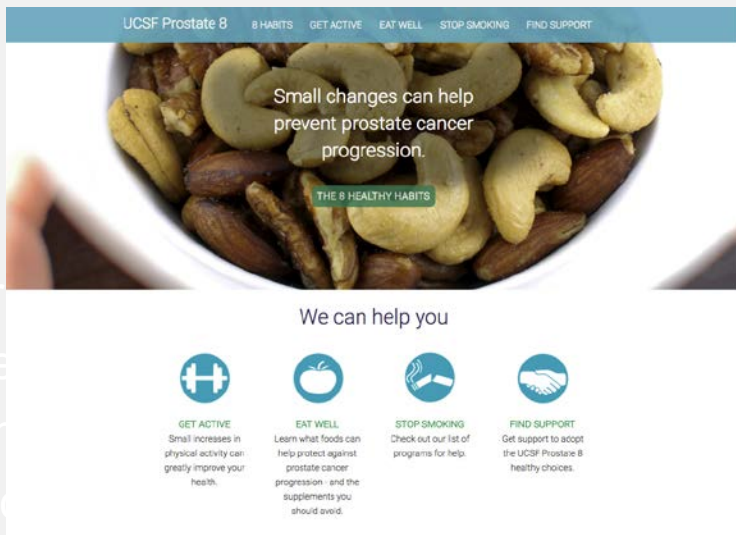 UCSF Prostate 8 8 HABITS GET ACTIVE EAT WELL STOP SMOKING FIND SUPPORT
Small changes can help
prevent prostate cancer
progression.
THE 8 HEALTHY HABITS
We can help you
GET ACTIVE
Small increases in
physical activity can
greatly improve your
health.
EAT WELL
Learn what foods can
help protect against
prostate cancer
progression - and the
supplements you
should avoid.
STOP SMOKING
Check out our list of
programs for help.
FIND SUPPORT
Get support to adopt
the UCSF Prostate 8
healthy choices.